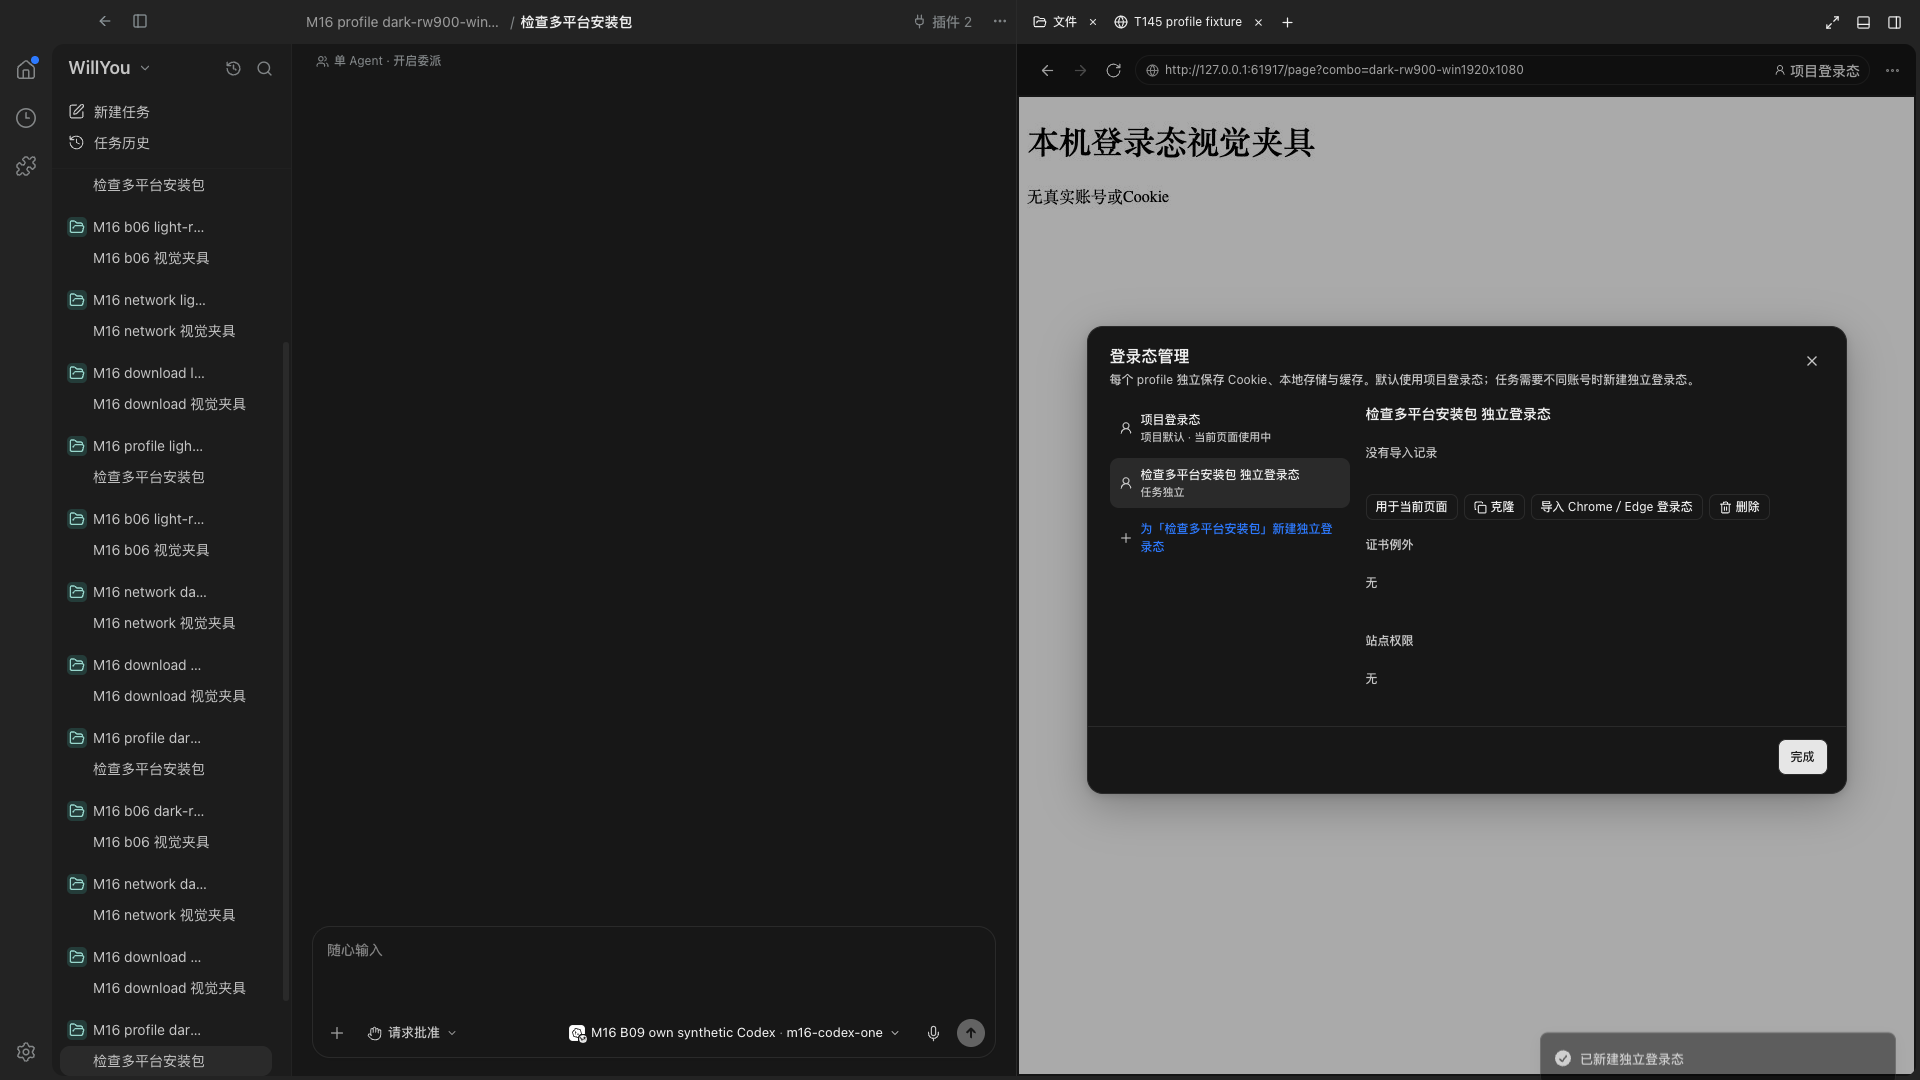 M16 profile dark-rw900-win... / 检查多平台安装包
插件 2
文件
T145 profile fixture
WillYou
单 Agent · 开启委派
http://127.0.0.1:61917/page?combo=dark-rw900-win1920x1080
项目登录态
新建任务
任务历史
检查多平台安装包
M16 b06 light-r...
M16 b06 视觉夹具
M16 network lig...
M16 network 视觉夹具
M16 download l...
M16 download 视觉夹具
M16 profile ligh...
检查多平台安装包
M16 b06 light-r...
M16 b06 视觉夹具
M16 network da...
M16 network 视觉夹具
M16 download ...
M16 download 视觉夹具
M16 profile dar...
检查多平台安装包
M16 b06 dark-r...
M16 b06 视觉夹具
M16 network da...
M16 network 视觉夹具
M16 download ...
M16 download 视觉夹具
M16 profile dar...
检查多平台安装包
随心输入
请求批准
M16 B09 own synthetic Codex · m16-codex-one
本机登录态视觉夹具
无真实账号或Cookie
登录态管理
每个 profile 独立保存 Cookie、本地存储与缓存。默认使用项目登录态；任务需要不同账号时新建独立登录态。
项目登录态
项目默认 · 当前页面使用中
检查多平台安装包 独立登录态
任务独立
为「检查多平台安装包」新建独立登
录态
检查多平台安装包 独立登录态
没有导入记录
用于当前页面
克隆
导入 Chrome / Edge 登录态
删除
证书例外
无
站点权限
无
完成
已新建独立登录态